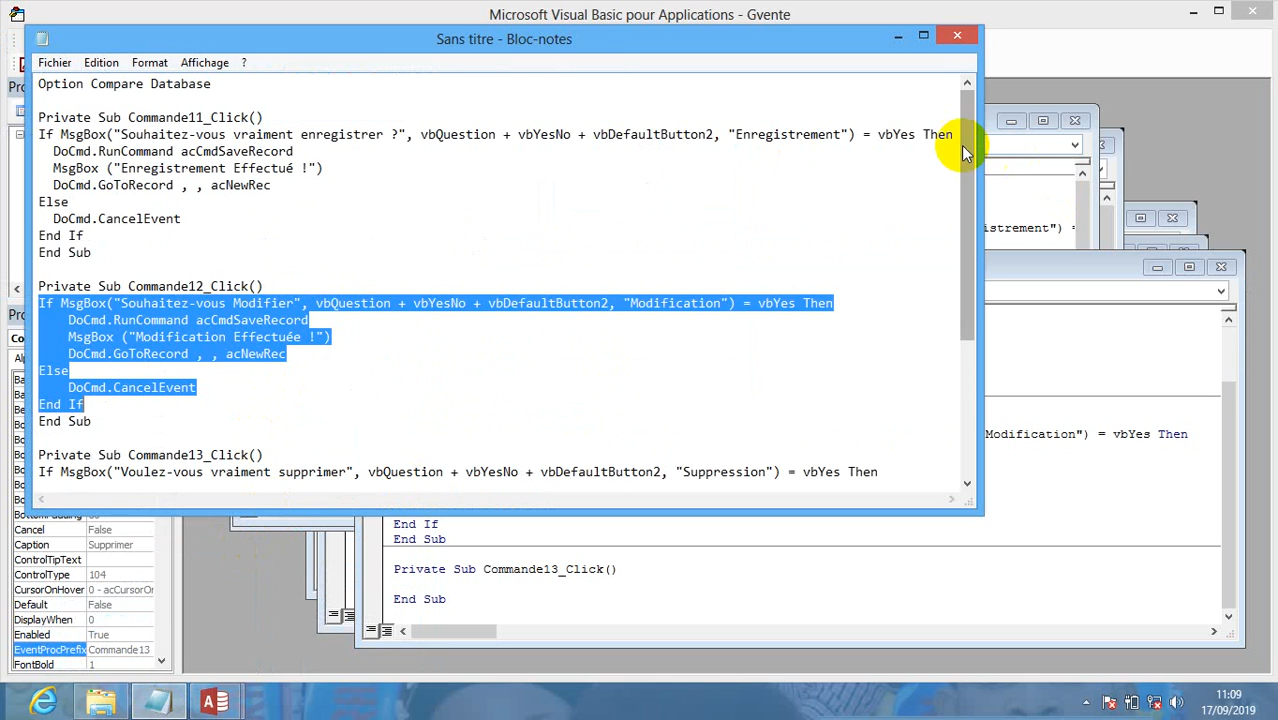 Microsoft Visual Basic pour Applications - Gvente
Sans titre - Bloc-notes
Fichier Edition Format Affichage ?
Option Compare Database
Private Sub Commande11_Click()
If MsgBox("Souhaitez-vous vraiment enregistrer ?", vbQuestion + vbYesNo + vbDefaultButton2, "Enregistrement") = vbYes Then
DoCmd.RunCommand acCmdSaveRecord
MsgBox ("Enregistrement Effectué !")
DoCmd.GoToRecord , , acNewRec
Else
DoCmd.CancelEvent
End If
End Sub
Private Sub Commande12_Click()
If MsgBox("Souhaitez-vous Modifier", vbQuestion + vbYesNo + vbDefaultButton2, "Modification") = vbYes Then
DoCmd.RunCommand acCmdSaveRecord
MsgBox ("Modification Effectuée !")
DoCmd.GoToRecord , , acNewRec
Else
DoCmd.CancelEvent
End If
End Sub
Private Sub Commande13_Click()
If MsgBox("Voulez-vous vraiment supprimer", vbQuestion + vbYesNo + vbDefaultButton2, "Suppression") = vbYes Then
istrement") =
Modification") = vbYes Then
End If
End Sub
Private Sub Commande13_Click()
End Sub
Cancel False
Caption Supprimer
ControlTipText
ControlType 104
CursorOnHover 0 - acCursorOn
Default False
DisplayWhen 0
Enabled True
EventProcPrefix Commande13
FontBold 1
11:09
17/09/2019